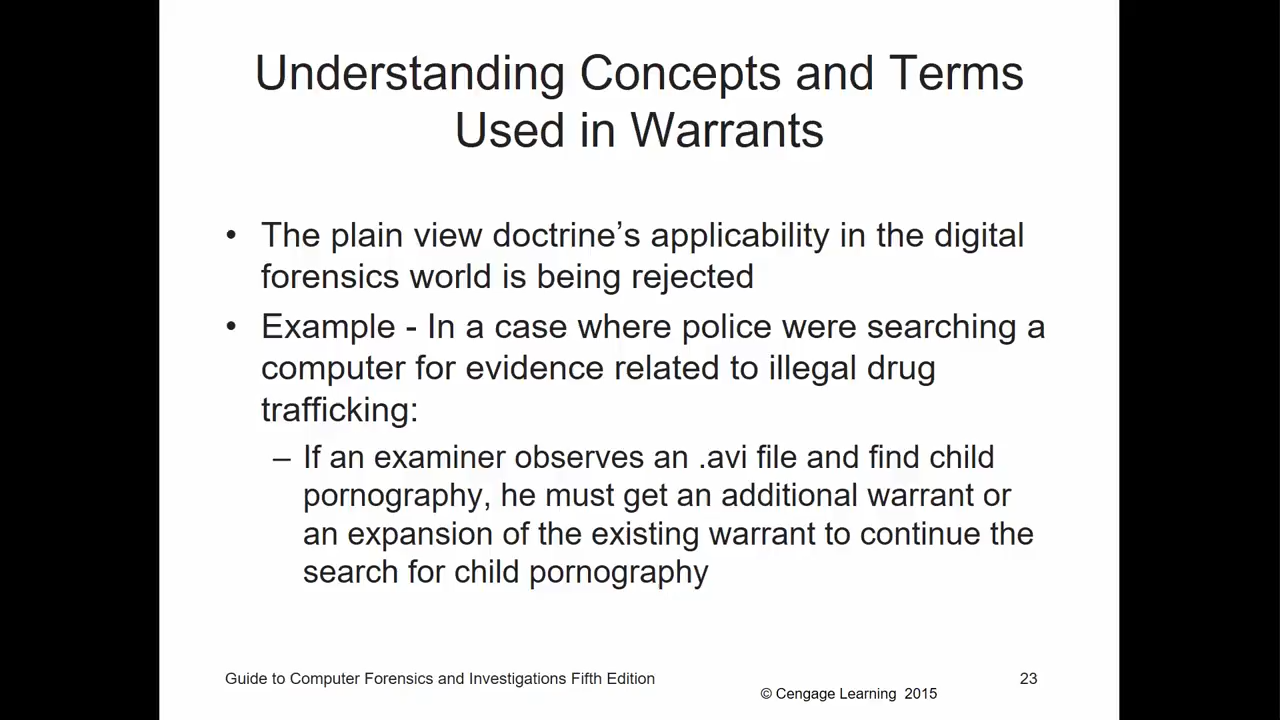 Understanding Concepts and Terms
Used in Warrants
• The plain view doctrine’s applicability in the digital
forensics world is being rejected
• Example - In a case where police were searching a
computer for evidence related to illegal drug
trafficking:
– If an examiner observes an .avi file and find child
pornography, he must get an additional warrant or
an expansion of the existing warrant to continue the
search for child pornography
Guide to Computer Forensics and Investigations Fifth Edition
23
© Cengage Learning 2015